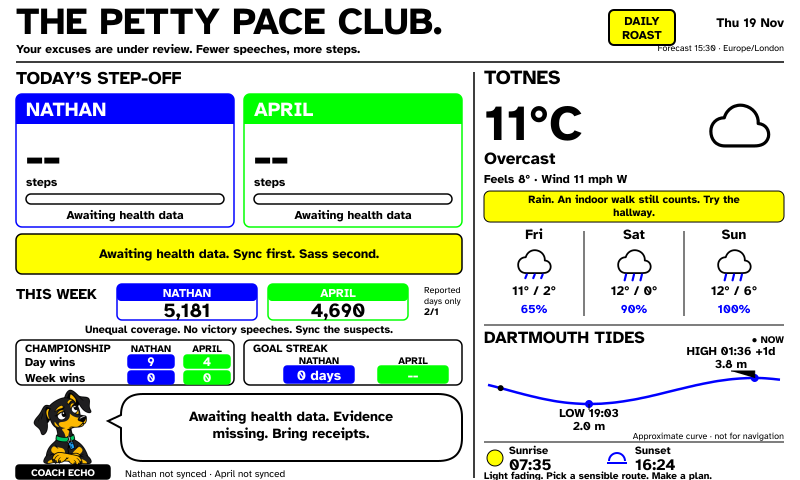 THE PETTY PACE CLUB.
Your excuses are under review. Fewer speeches, more steps.
DAILY
ROAST
Thu 19 Nov
Forecast 15:30 · Europe/London
TODAY'S STEP-OFF
NATHAN
--
steps
Awaiting health data
APRIL
--
steps
Awaiting health data
Awaiting health data. Sync first. Sass second.
THIS WEEK
NATHAN
5,181
APRIL
4,690
Reported
days only
2/1
Unequal coverage. No victory speeches. Sync the suspects.
CHAMPIONSHIP NATHAN APRIL
Day wins 9 4
Week wins 0 0
GOAL STREAK
NATHAN APRIL
0 days —
Awaiting health data. Evidence
missing. Bring receipts.
COACH ECHO
Nathan not synced · April not synced
TOTNES
11°C
Overcast
Feels 8° · Wind 11 mph W
Rain. An indoor walk still counts. Try the
hallway.
Fri Sat Sun
11° / 2° 12° / 0° 12° / 6°
65% 90% 100%
DARTMOUTH TIDES
• NOW
HIGH 01:36 +1d
3.8 m
LOW 19:03
2.0 m
Approximate curve · not for navigation
Sunrise
07:35
Sunset
16:24
Light fading. Pick a sensible route. Make a plan.